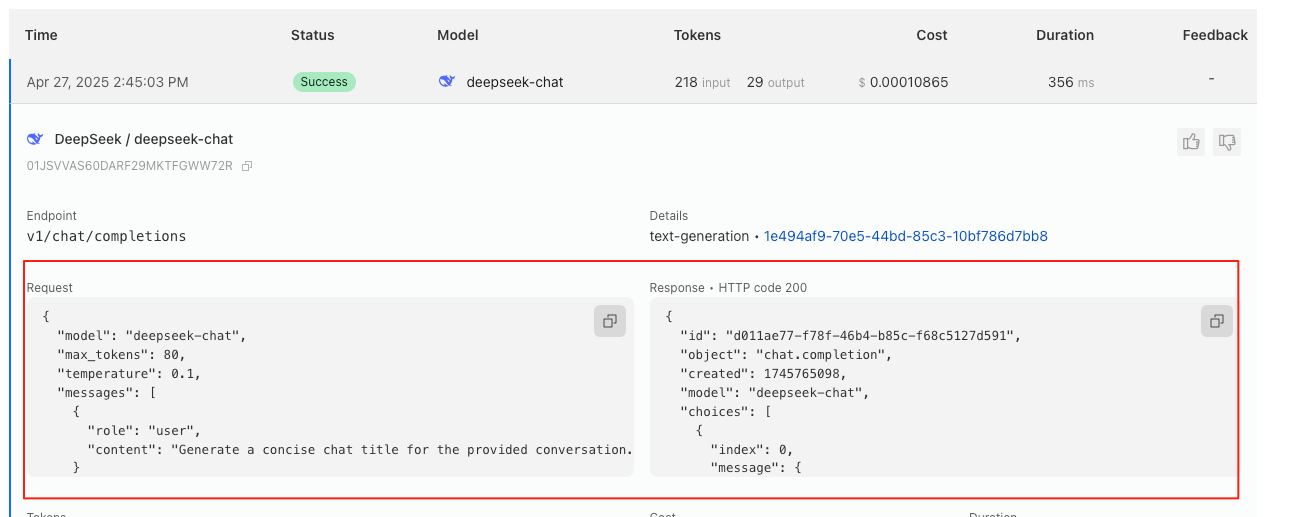 Time Status Model Tokens Cost Duration Feedback
Apr 27, 2025 2:45:03 PM Success deepseek-chat 218 input 29 output $ 0.00010865 356 ms -
DeepSeek / deepseek-chat
01JSVVAS60DARF29MKTFGWW72R
Endpoint
v1/chat/completions
Details
text-generation • 1e494af9-70e5-44bd-85c3-10bf786d7bb8
Request
{
"model": "deepseek-chat",
"max_tokens": 80,
"temperature": 0.1,
"messages": [
{
"role": "user",
"content": "Generate a concise chat title for the provided conversation.
}
Response • HTTP code 200
{
"id": "d011ae77-f78f-46b4-b85c-f68c5127d591",
"object": "chat.completion",
"created": 1745765098,
"model": "deepseek-chat",
"choices": [
{
"index": 0,
"message": {
Tokens Cost Duration